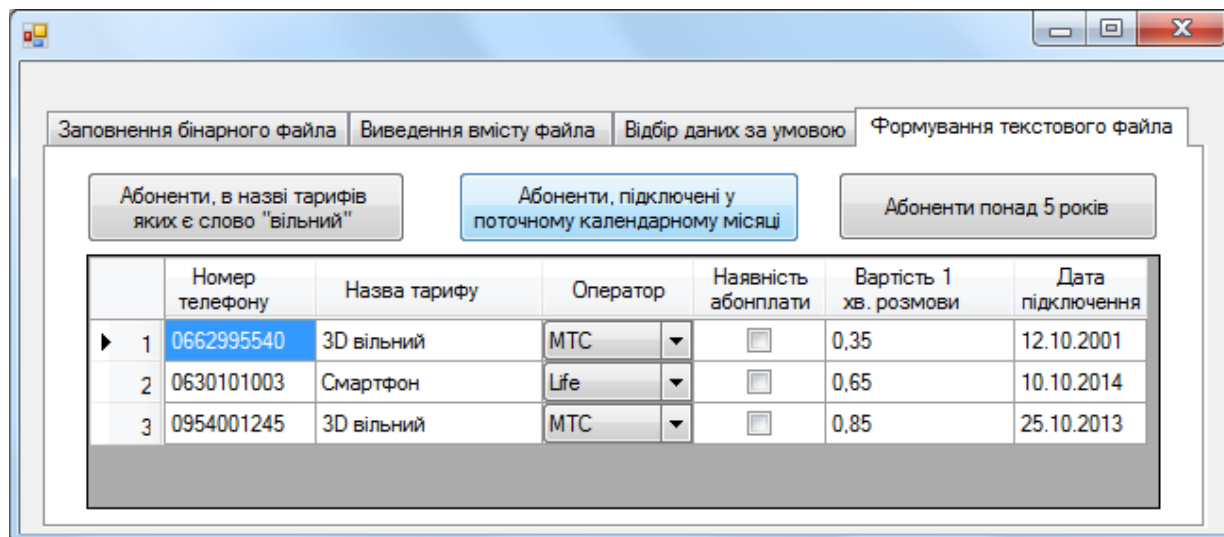 Заповнення бінарного файла Виведення вмісту файла Відбір даних за умовою Формування текстового файла
Абоненти, в назві тарифів
яких є слово "вільний"
Абоненти, підключені у
поточному календарному місяці
Абоненти понад 5 років
Номер
телефону
Назва тарифу
Оператор
Наявність
абонплати
Вартість 1
хв. розмови
Дата
підключення
1 0662995540 3D вільний МТС 0,35 12.10.2001
2 0630101003 Смартфон Life 0,65 10.10.2014
3 0954001245 3D вільний МТС 0,85 25.10.2013